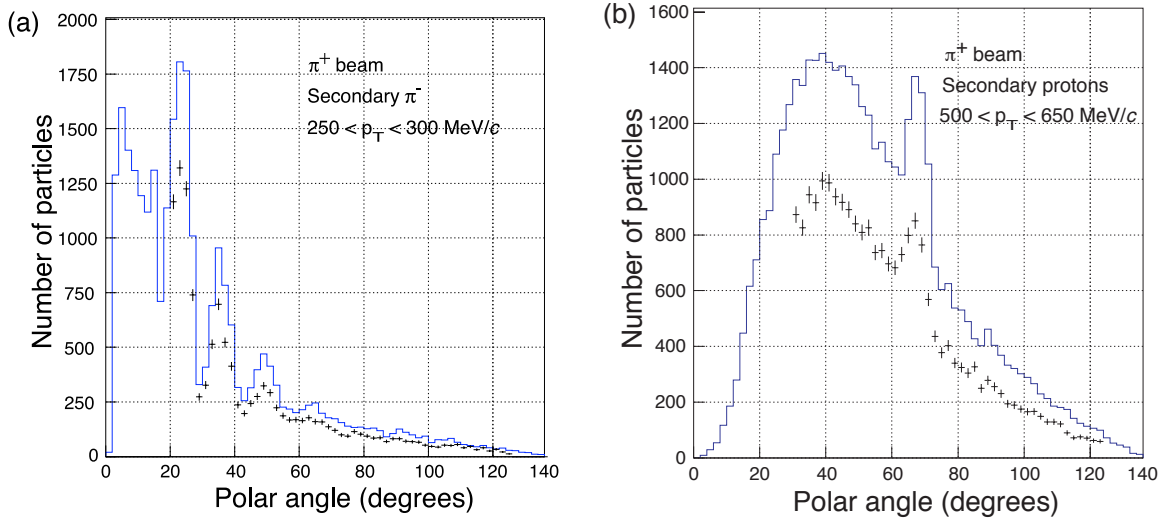 (a)
2000
1750
1500
1250
1000
750
500
250
0
0 20 40 60 80 100 120 140
Number of particles
Polar angle (degrees)
π+ beam
Secondary π-
250 < pT < 300 MeV/c
(b)
1600
1400
1200
1000
800
600
400
200
0
0 20 40 60 80 100 120 140
Number of particles
Polar angle (degrees)
π+ beam
Secondary protons
500 < pT < 650 MeV/c